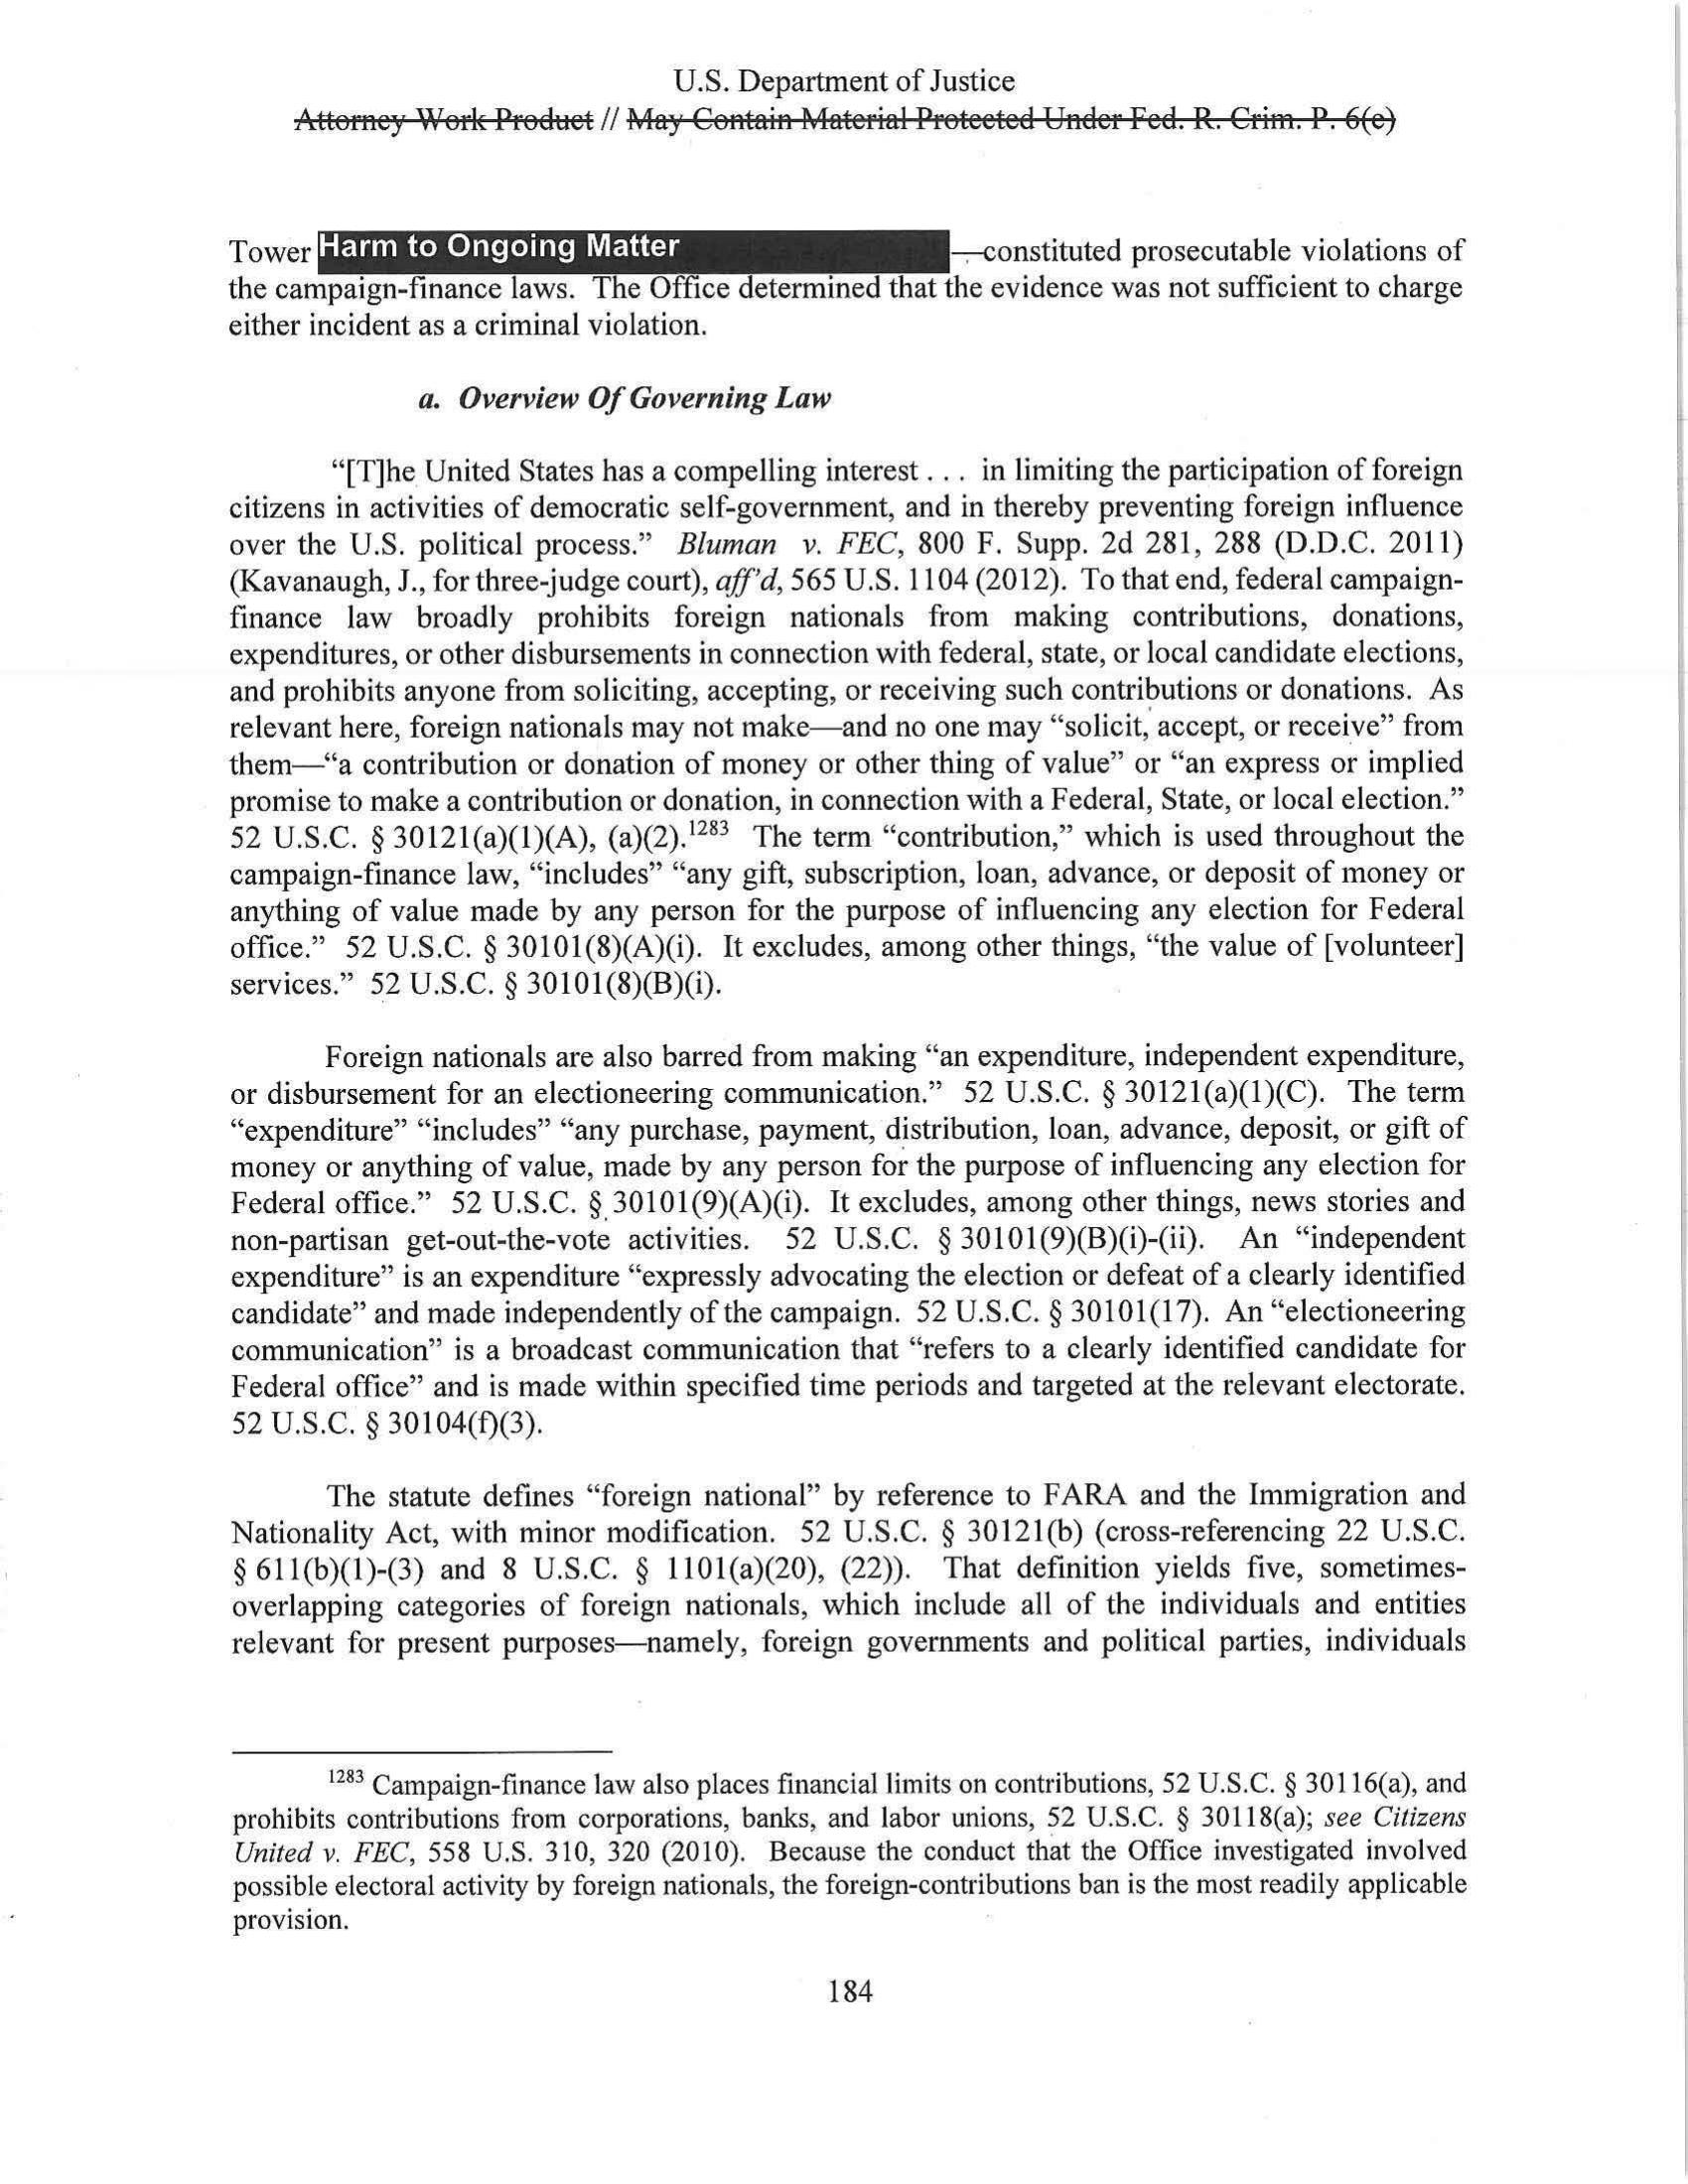 U.S. Department of Justice
Attorney Work Product // May Contain Material Protected Under Fed. R. Crim. P. 6(e)
Tower Harm to Ongoing Matter —constituted prosecutable violations of
the campaign-finance laws. The Office determined that the evidence was not sufficient to charge
either incident as a criminal violation.
a. Overview Of Governing Law
“[T]he United States has a compelling interest . . . in limiting the participation of foreign
citizens in activities of democratic self-government, and in thereby preventing foreign influence
over the U.S. political process.” Bluman v. FEC, 800 F. Supp. 2d 281, 288 (D.D.C. 2011)
(Kavanaugh, J., for three-judge court), aff’d, 565 U.S. 1104 (2012). To that end, federal campaign-
finance law broadly prohibits foreign nationals from making contributions, donations,
expenditures, or other disbursements in connection with federal, state, or local candidate elections,
and prohibits anyone from soliciting, accepting, or receiving such contributions or donations. As
relevant here, foreign nationals may not make—and no one may “solicit, accept, or receive” from
them—“a contribution or donation of money or other thing of value” or “an express or implied
promise to make a contribution or donation, in connection with a Federal, State, or local election.”
52 U.S.C. § 30121(a)(1)(A), (a)(2).1283 The term “contribution,” which is used throughout the
campaign-finance law, “includes” “any gift, subscription, loan, advance, or deposit of money or
anything of value made by any person for the purpose of influencing any election for Federal
office.” 52 U.S.C. § 30101(8)(A)(i). It excludes, among other things, “the value of [volunteer]
services.” 52 U.S.C. § 30101(8)(B)(i).
Foreign nationals are also barred from making “an expenditure, independent expenditure,
or disbursement for an electioneering communication.” 52 U.S.C. § 30121(a)(1)(C). The term
“expenditure” “includes” “any purchase, payment, distribution, loan, advance, deposit, or gift of
money or anything of value, made by any person for the purpose of influencing any election for
Federal office.” 52 U.S.C. § 30101(9)(A)(i). It excludes, among other things, news stories and
non-partisan get-out-the-vote activities. 52 U.S.C. § 30101(9)(B)(i)-(ii). An “independent
expenditure” is an expenditure “expressly advocating the election or defeat of a clearly identified
candidate” and made independently of the campaign. 52 U.S.C. § 30101(17). An “electioneering
communication” is a broadcast communication that “refers to a clearly identified candidate for
Federal office” and is made within specified time periods and targeted at the relevant electorate.
52 U.S.C. § 30104(f)(3).
The statute defines “foreign national” by reference to FARA and the Immigration and
Nationality Act, with minor modification. 52 U.S.C. § 30121(b) (cross-referencing 22 U.S.C.
§ 611(b)(1)-(3) and 8 U.S.C. § 1101(a)(20), (22)). That definition yields five, sometimes-
overlapping categories of foreign nationals, which include all of the individuals and entities
relevant for present purposes—namely, foreign governments and political parties, individuals
1283 Campaign-finance law also places financial limits on contributions, 52 U.S.C. § 30116(a), and
prohibits contributions from corporations, banks, and labor unions, 52 U.S.C. § 30118(a); see Citizens
United v. FEC, 558 U.S. 310, 320 (2010). Because the conduct that the Office investigated involved
possible electoral activity by foreign nationals, the foreign-contributions ban is the most readily applicable
provision.
184